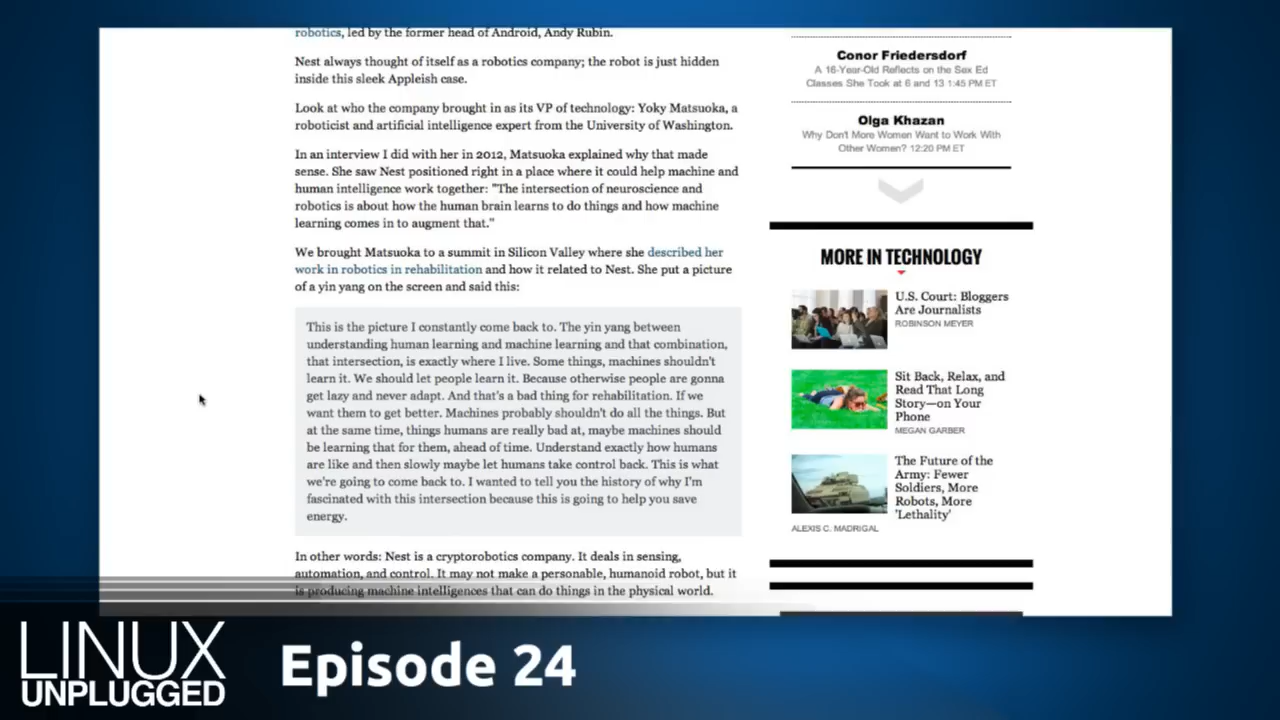 robotics, led by the former head of Android, Andy Rubin.
Nest always thought of itself as a robotics company; the robot is just hidden
inside this sleek Appleish case.
Look at who the company brought in as its VP of technology: Yoky Matsuoka, a
roboticist and artificial intelligence expert from the University of Washington.
In an interview I did with her in 2012, Matsuoka explained why that made
sense. She saw Nest positioned right in a place where it could help machine and
human intelligence work together: "The intersection of neuroscience and
robotics is about how the human brain learns to do things and how machine
learning comes in to augment that."
We brought Matsuoka to a summit in Silicon Valley where she described her
work in robotics in rehabilitation and how it related to Nest. She put a picture
of a yin yang on the screen and said this:
This is the picture I constantly come back to. The yin yang between
understanding human learning and machine learning and that combination,
that intersection, is exactly where I live. Some things, machines shouldn't
learn it. We should let people learn it. Because otherwise people are gonna
get lazy and never adapt. And that's a bad thing for rehabilitation. If we
want them to get better. Machines probably shouldn't do all the things. But
at the same time, things humans are really bad at, maybe machines should
be learning that for them, ahead of time. Understand exactly how humans
are like and then slowly maybe let humans take control back. This is what
we're going to come back to. I wanted to tell you the history of why I'm
fascinated with this intersection because this is going to help you save
energy.
In other words: Nest is a cryptorobotics company. It deals in sensing,
automation, and control. It may not make a personable, humanoid robot, but it
is producing machine intelligences that can do things in the physical world.
Conor Friedersdorf
A 16-Year-Old Reflects on the Sex Ed
Classes She Took at 6 and 13 1:45 PM ET
Olga Khazan
Why Don't More Women Want to Work With
Other Women? 12:20 PM ET
MORE IN TECHNOLOGY
U.S. Court: Bloggers
Are Journalists
ROBINSON MEYER
Sit Back, Relax, and
Read That Long
Story—on Your
Phone
MEGAN GARBER
The Future of the
Army: Fewer
Soldiers, More
Robots, More
'Lethality'
ALEXIS C. MADRIGAL
LINUX
UNPLUGGED
Episode 24